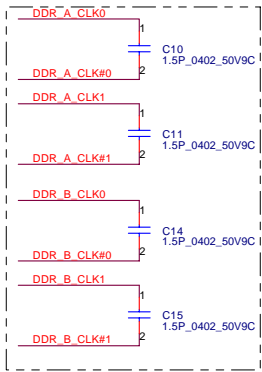 DDR_A_CLK0
1
C10
1.5P_0402_50V9C
2
DDR_A_CLK#0
DDR_A_CLK1
1
C11
1.5P_0402_50V9C
2
DDR_A_CLK#1
DDR_B_CLK0
1
C14
1.5P_0402_50V9C
2
DDR_B_CLK#0
DDR_B_CLK1
1
C15
1.5P_0402_50V9C
2
DDR_B_CLK#1